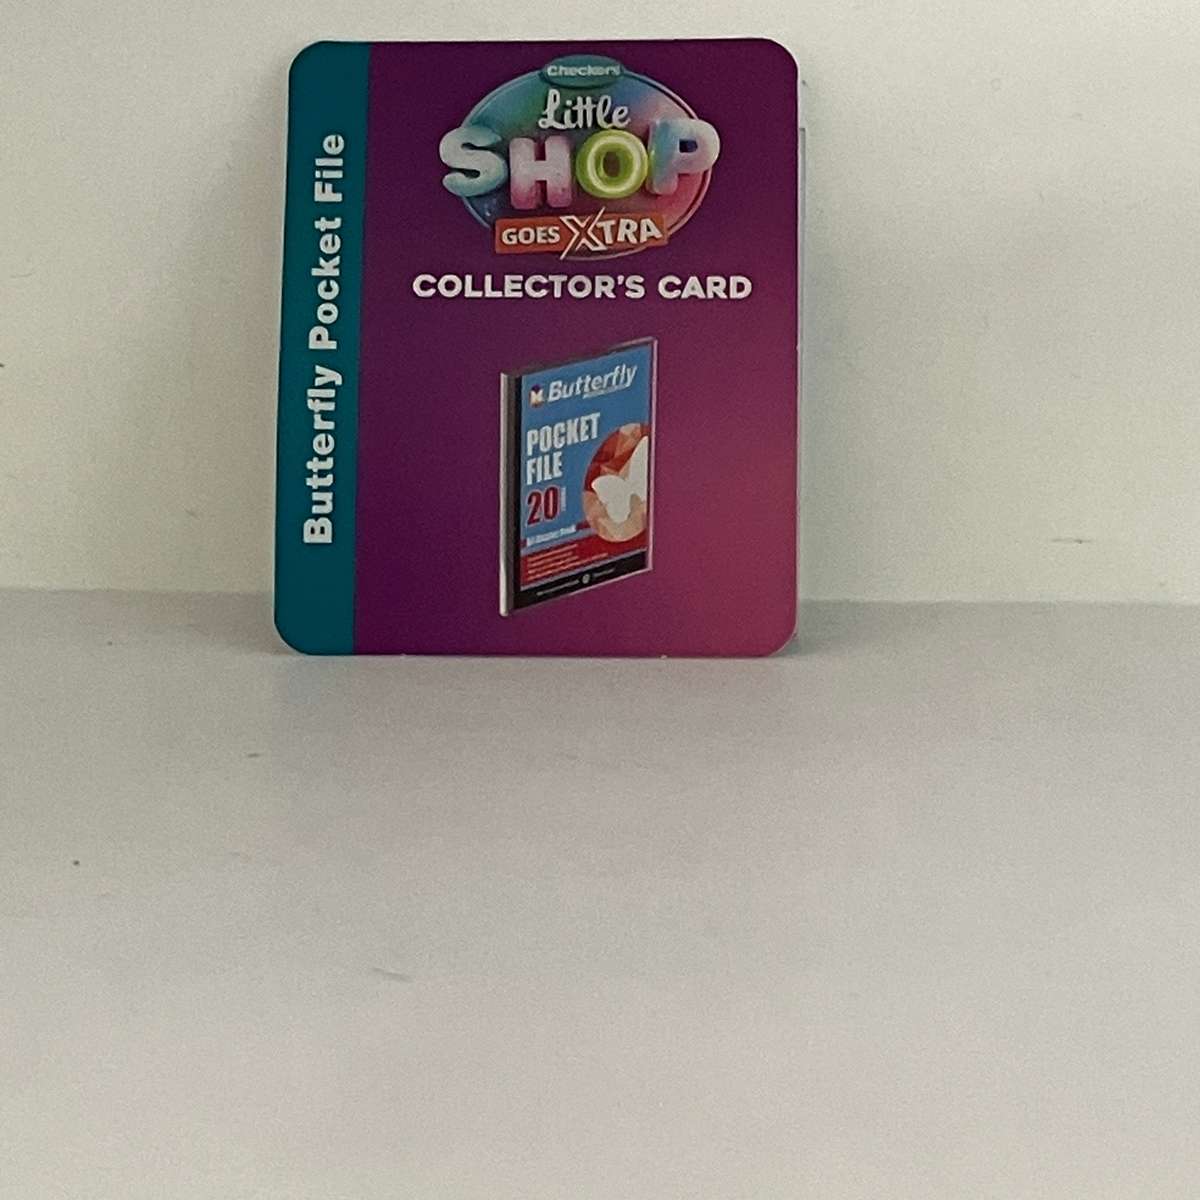 Butterfly Pocket File
Checkers
Little
SHOP
GOES XTRA
COLLECTOR'S CARD
Butterfly
POCKET
FILE
20